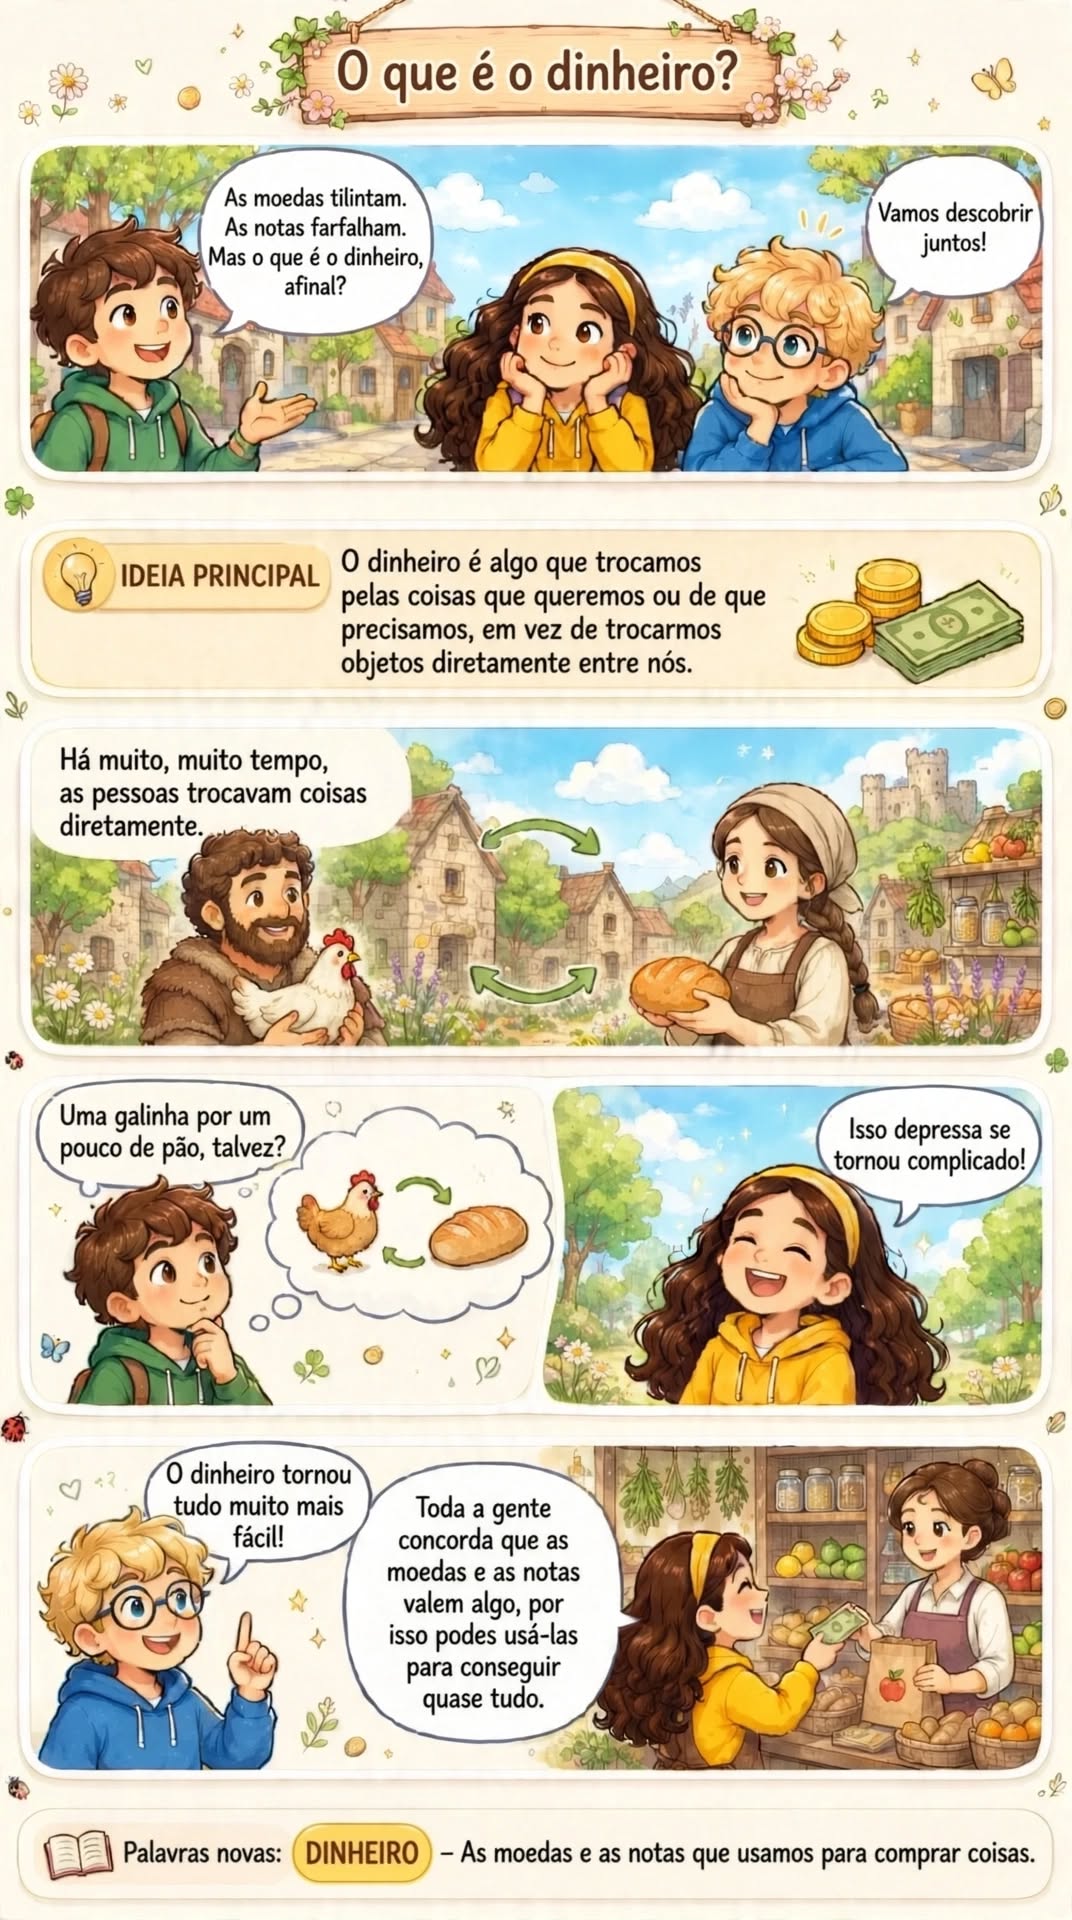 O que é o dinheiro?
As moedas tilintam.
As notas farfalham.
Mas o que é o dinheiro,
afinal?
Vamos descobrir
juntos!
IDEIA PRINCIPAL
O dinheiro é algo que trocamos
pelas coisas que queremos ou de que
precisamos, em vez de trocarmos
objetos diretamente entre nós.
Há muito, muito tempo,
as pessoas trocavam coisas
diretamente.
Uma galinha por um
pouco de pão, talvez?
Isso depressa se
tornou complicado!
O dinheiro tornou
tudo muito mais
fácil!
Toda a gente
concorda que as
moedas e as notas
valem algo, por
isso podes usá-las
para conseguir
quase tudo.
Palavras novas: DINHEIRO – As moedas e as notas que usamos para comprar coisas.